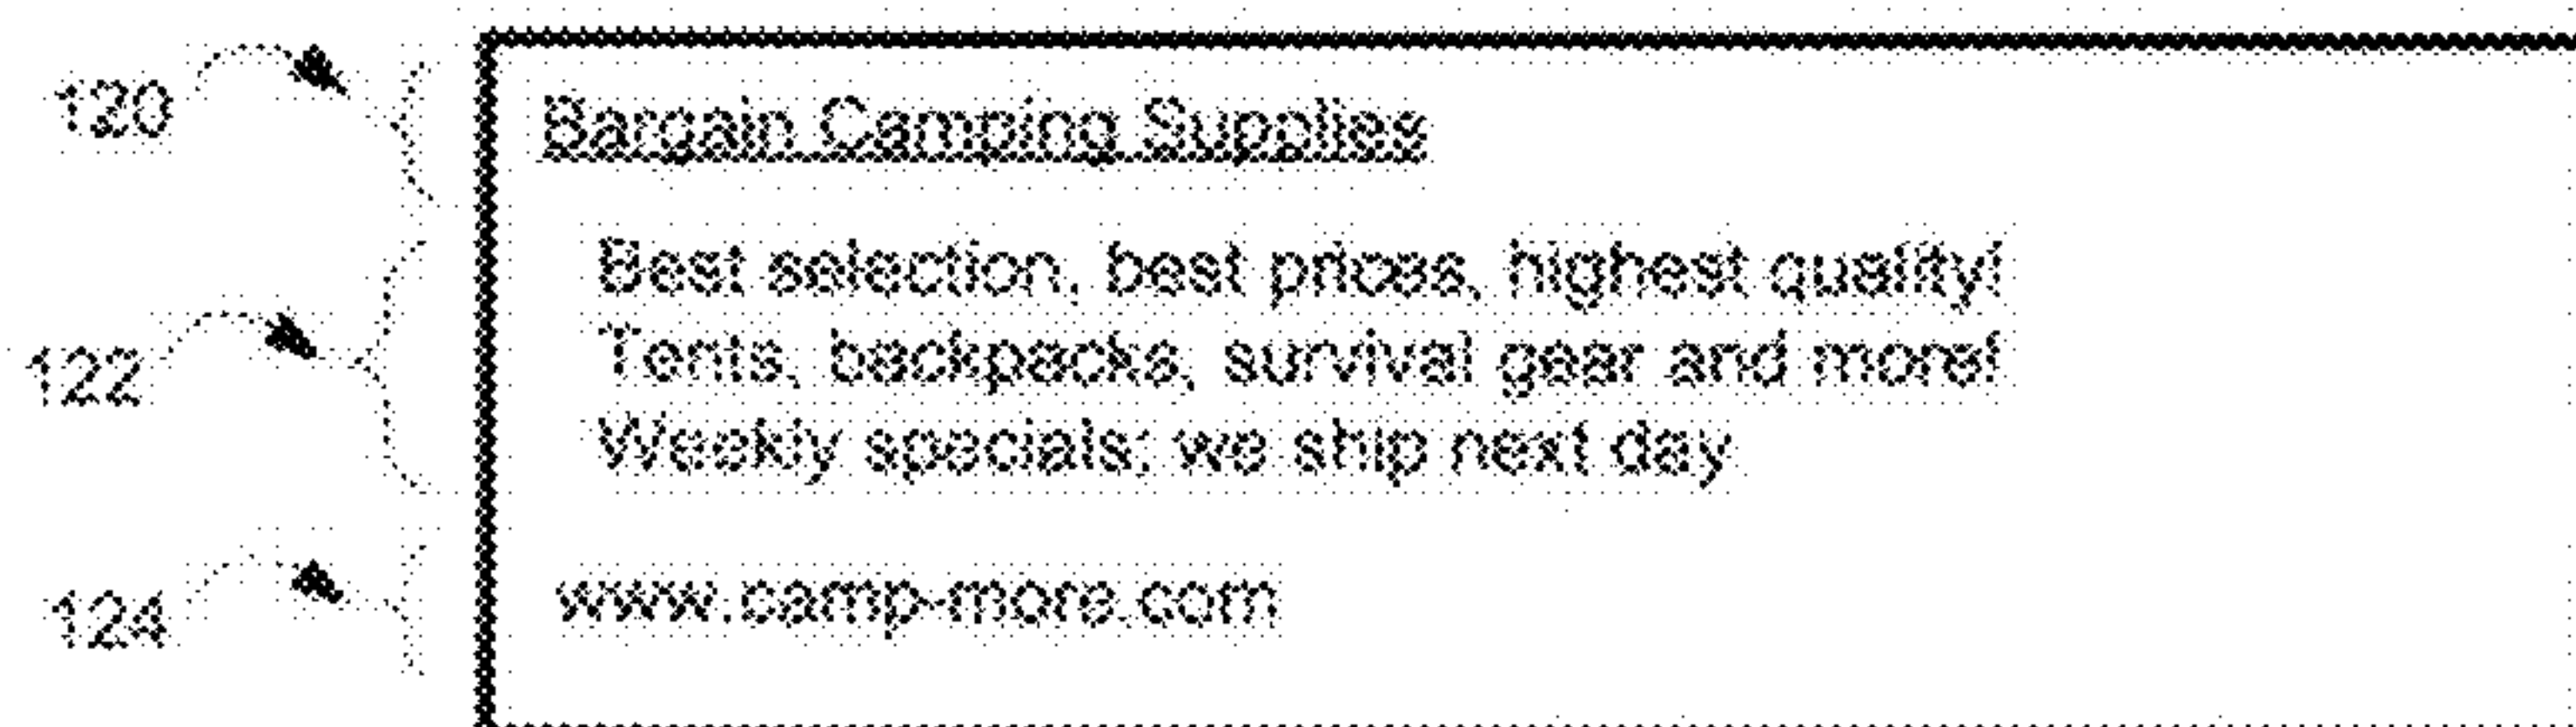 120
Bargain Camping Supplies
122
Best selection, best prices, highest quality!
Tents, backpacks, survival gear and more!
Weekly specials; we ship next day
124
www.camp-more.com